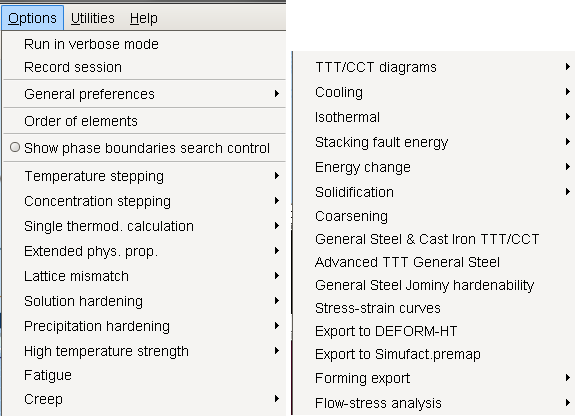 Options Utilities Help
Run in verbose mode
Record session
General preferences
Order of elements
Show phase boundaries search control
Temperature stepping
Concentration stepping
Single thermod. calculation
Extended phys. prop.
Lattice mismatch
Solution hardening
Precipitation hardening
High temperature strength
Fatigue
Creep
TTT/CCT diagrams
Cooling
Isothermal
Stacking fault energy
Energy change
Solidification
Coarsening
General Steel & Cast Iron TTT/CCT
Advanced TTT General Steel
General Steel Jominy hardenability
Stress-strain curves
Export to DEFORM-HT
Export to Simufact.premap
Forming export
Flow-stress analysis